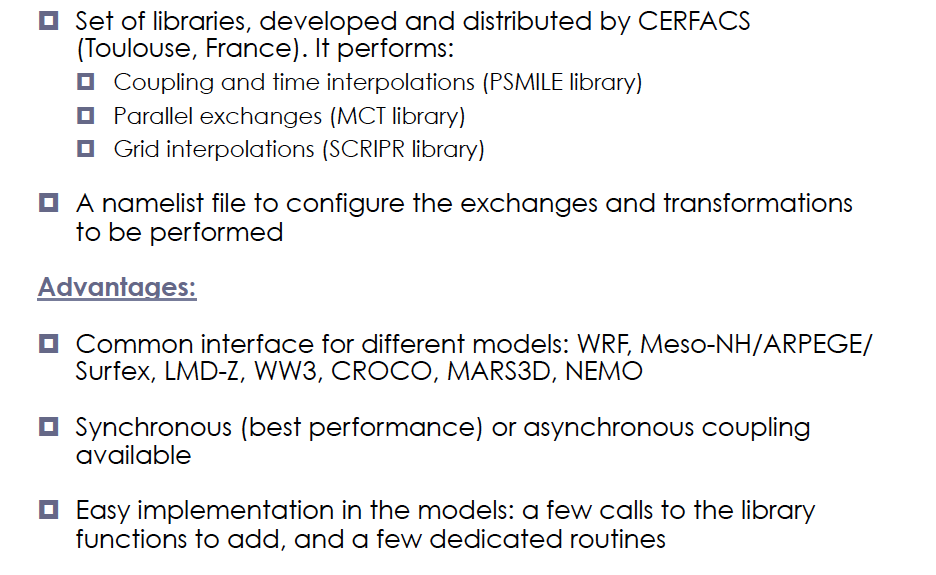 Set of libraries, developed and distributed by CERFACS
(Toulouse, France). It performs:
Coupling and time interpolations (PSMILE library)
Parallel exchanges (MCT library)
Grid interpolations (SCRIPR library)
A namelist file to configure the exchanges and transformations
to be performed
Advantages:
Common interface for different models: WRF, Meso-NH/ARPEGE/
Surfex, LMD-Z, WW3, CROCO, MARS3D, NEMO
Synchronous (best performance) or asynchronous coupling
available
Easy implementation in the models: a few calls to the library
functions to add, and a few dedicated routines